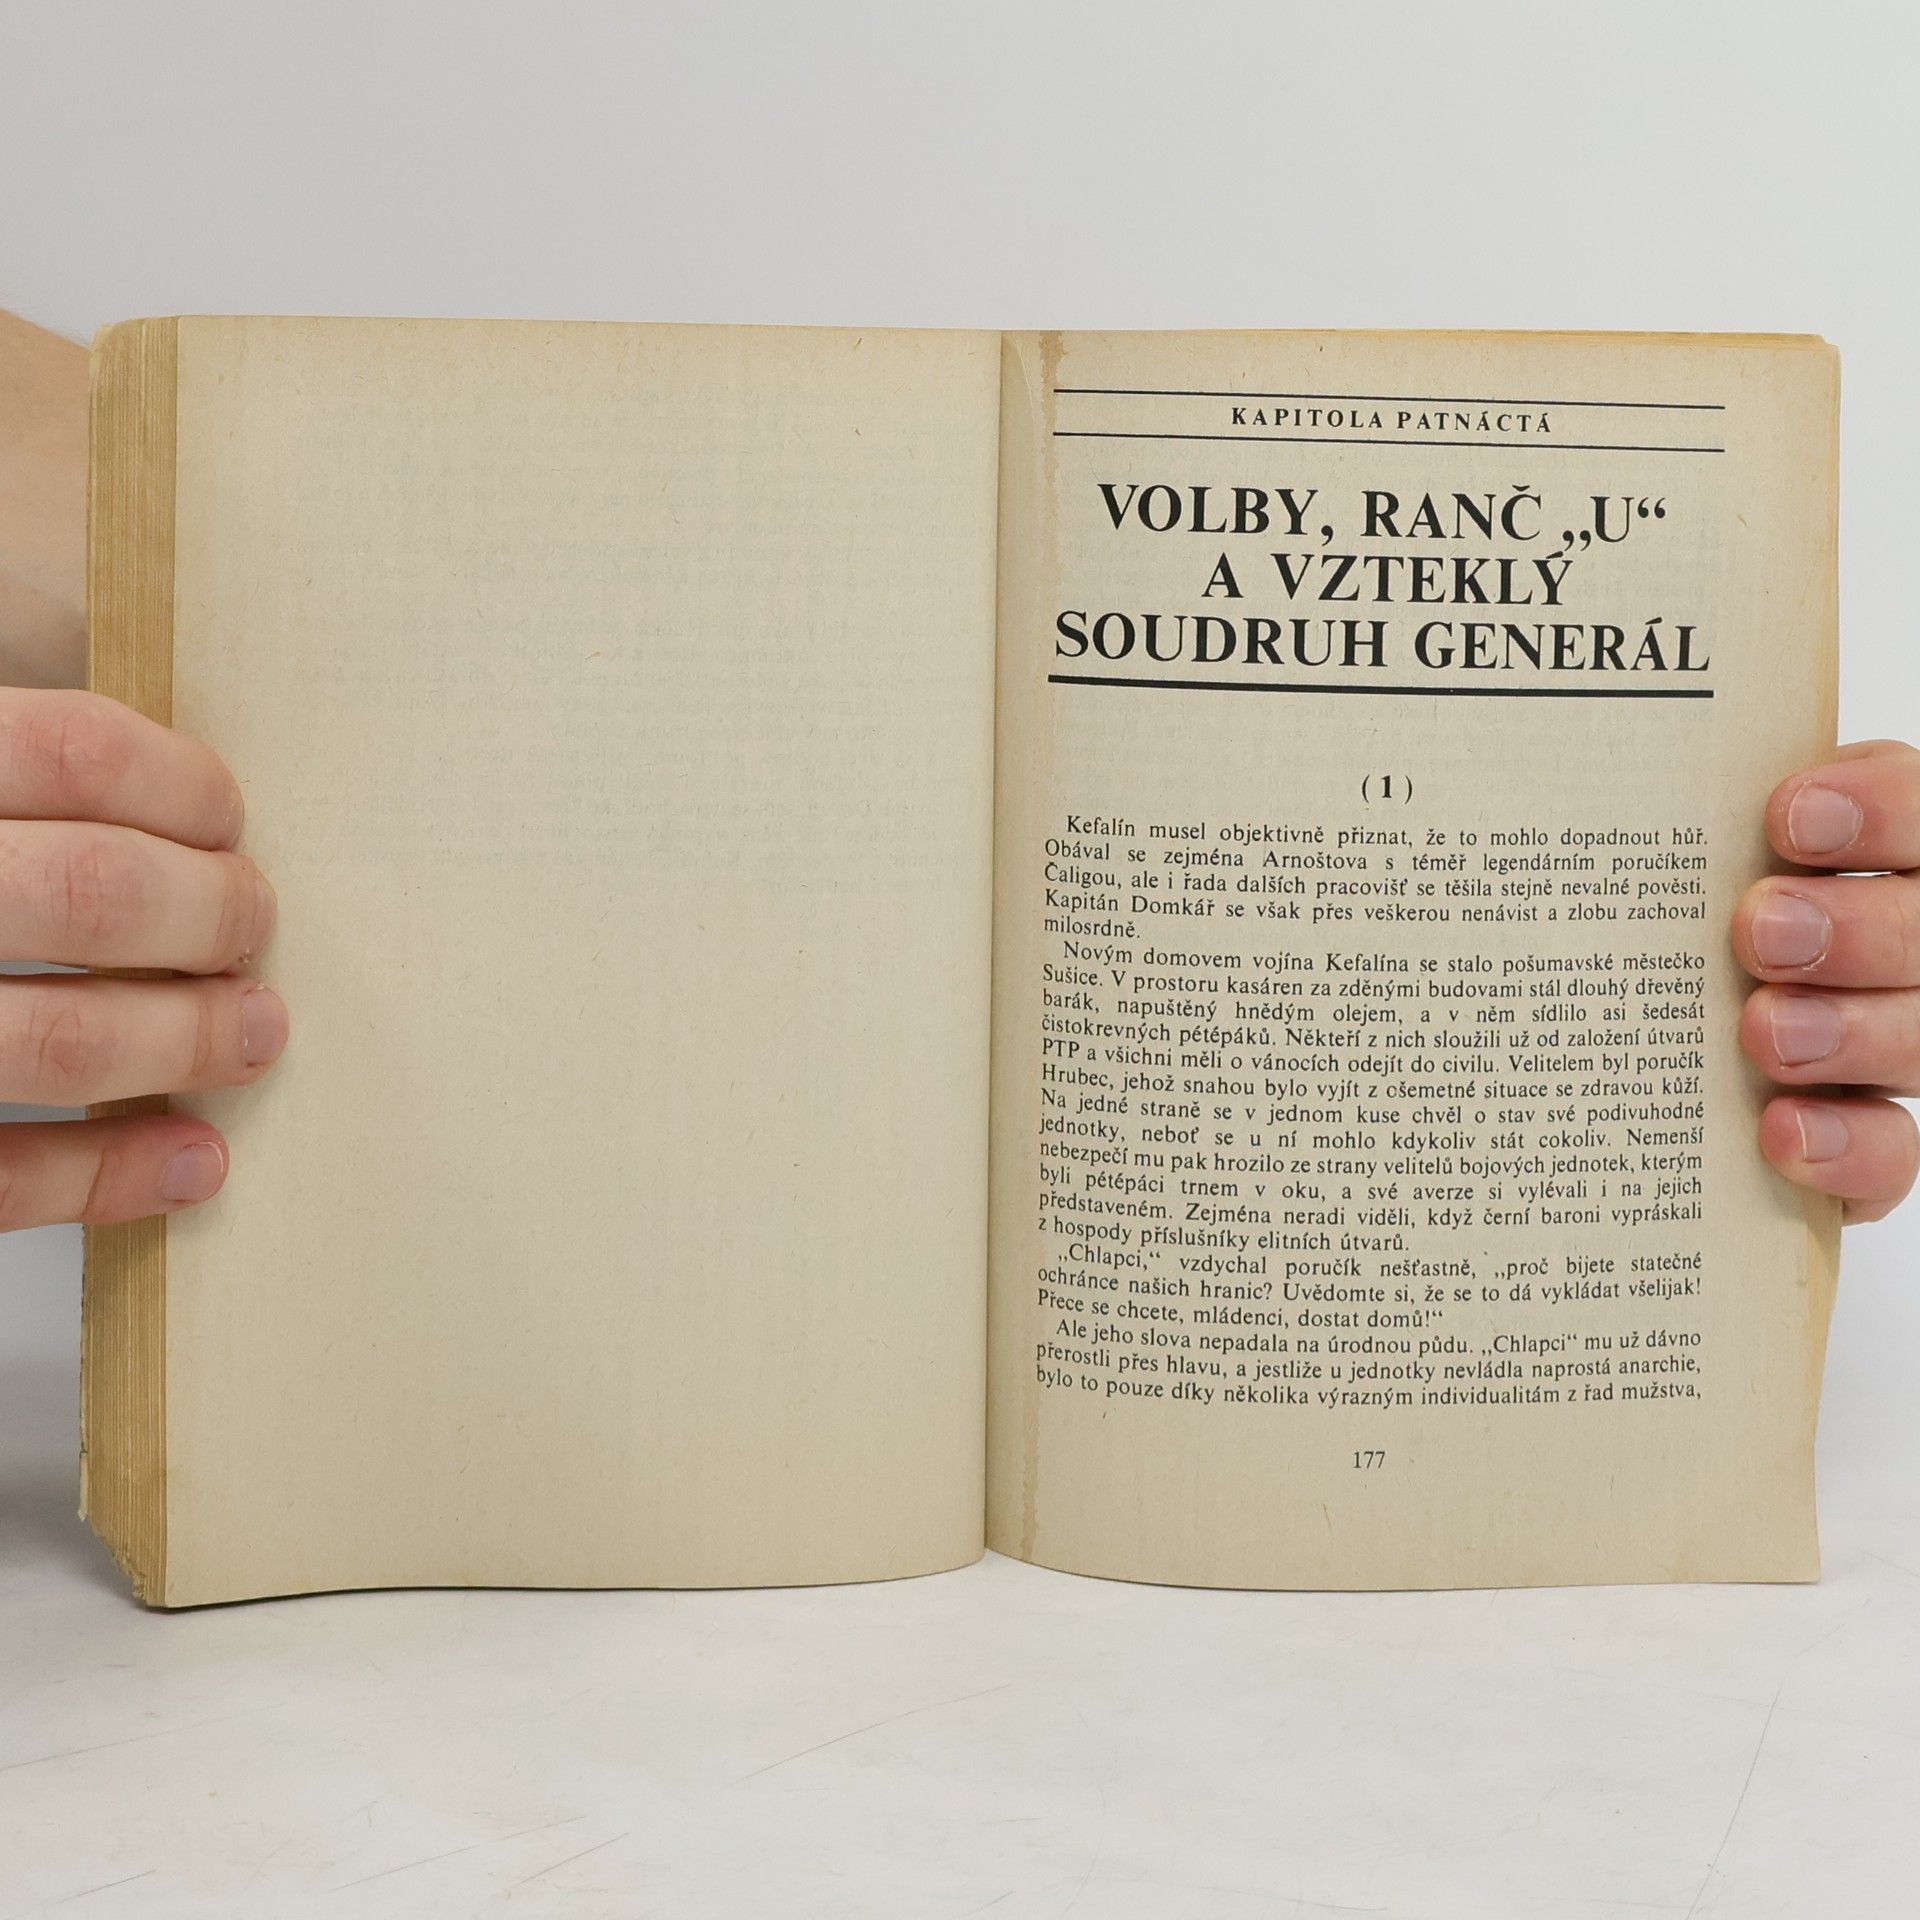 KAPITOLA PATNÁCTÁ
VOLBY, RANČ „U“
A VZTEKLÝ
SOUDRUH GENERÁL
(1)
Kefalín musel objektivně přiznat, že to mohlo dopadnout hůř.
Obával se zejména Arnoštova s téměř legendárním poručíkem
Čaligou, ale i řada dalších pracovišť se těšila stejně nevalné pověsti.
Kapitán Domkář se však přes veškerou nenávist a zlobu zachoval
milosrdně.
Novým domovem vojína Kefalína se stalo pošumavské městečko
Sušice. V prostoru kasáren za zděnými budovami stál dlouhý dřevěný
barák, napuštěný hnědým olejem, a v něm sídlilo asi šedesát
čistokrevných pétépáků. Někteří z nich sloužili už od založení útvarů
PTP a všichni měli o vánocích odejít do civilu. Velitelem byl poručík
Hrubec, jehož snahou bylo vyjít z ošemetné situace se zdravou kůží.
Na jedné straně se v jednom kuse chvěl o stav své podivuhodné
jednotky, neboť se u ní mohlo kdykoliv stát cokoliv. Nemenší
nebezpečí mu pak hrozilo ze strany velitelů bojových jednotek, kterým
byli pétépáci trnem v oku, a své averze si vylévali i na jejich
představeném. Zejména neradi viděli, když černí baroni vypráskali
z hospody příslušníky elitních útvarů.
„Chlapci,“ vzdychal poručík nešťastně, „proč bijete statečné
ochránce našich hranic? Uvědomte si, že se to dá vykládat všelijak!
Přece se chcete, mládenci, dostat domů!“
Ale jeho slova nepadala na úrodnou půdu. „Chlapci“ mu už dávno
přerostli přes hlavu, a jestliže u jednotky nevládla naprostá anarchie,
bylo to pouze díky několika výrazným individualitám z řad mužstva,
177